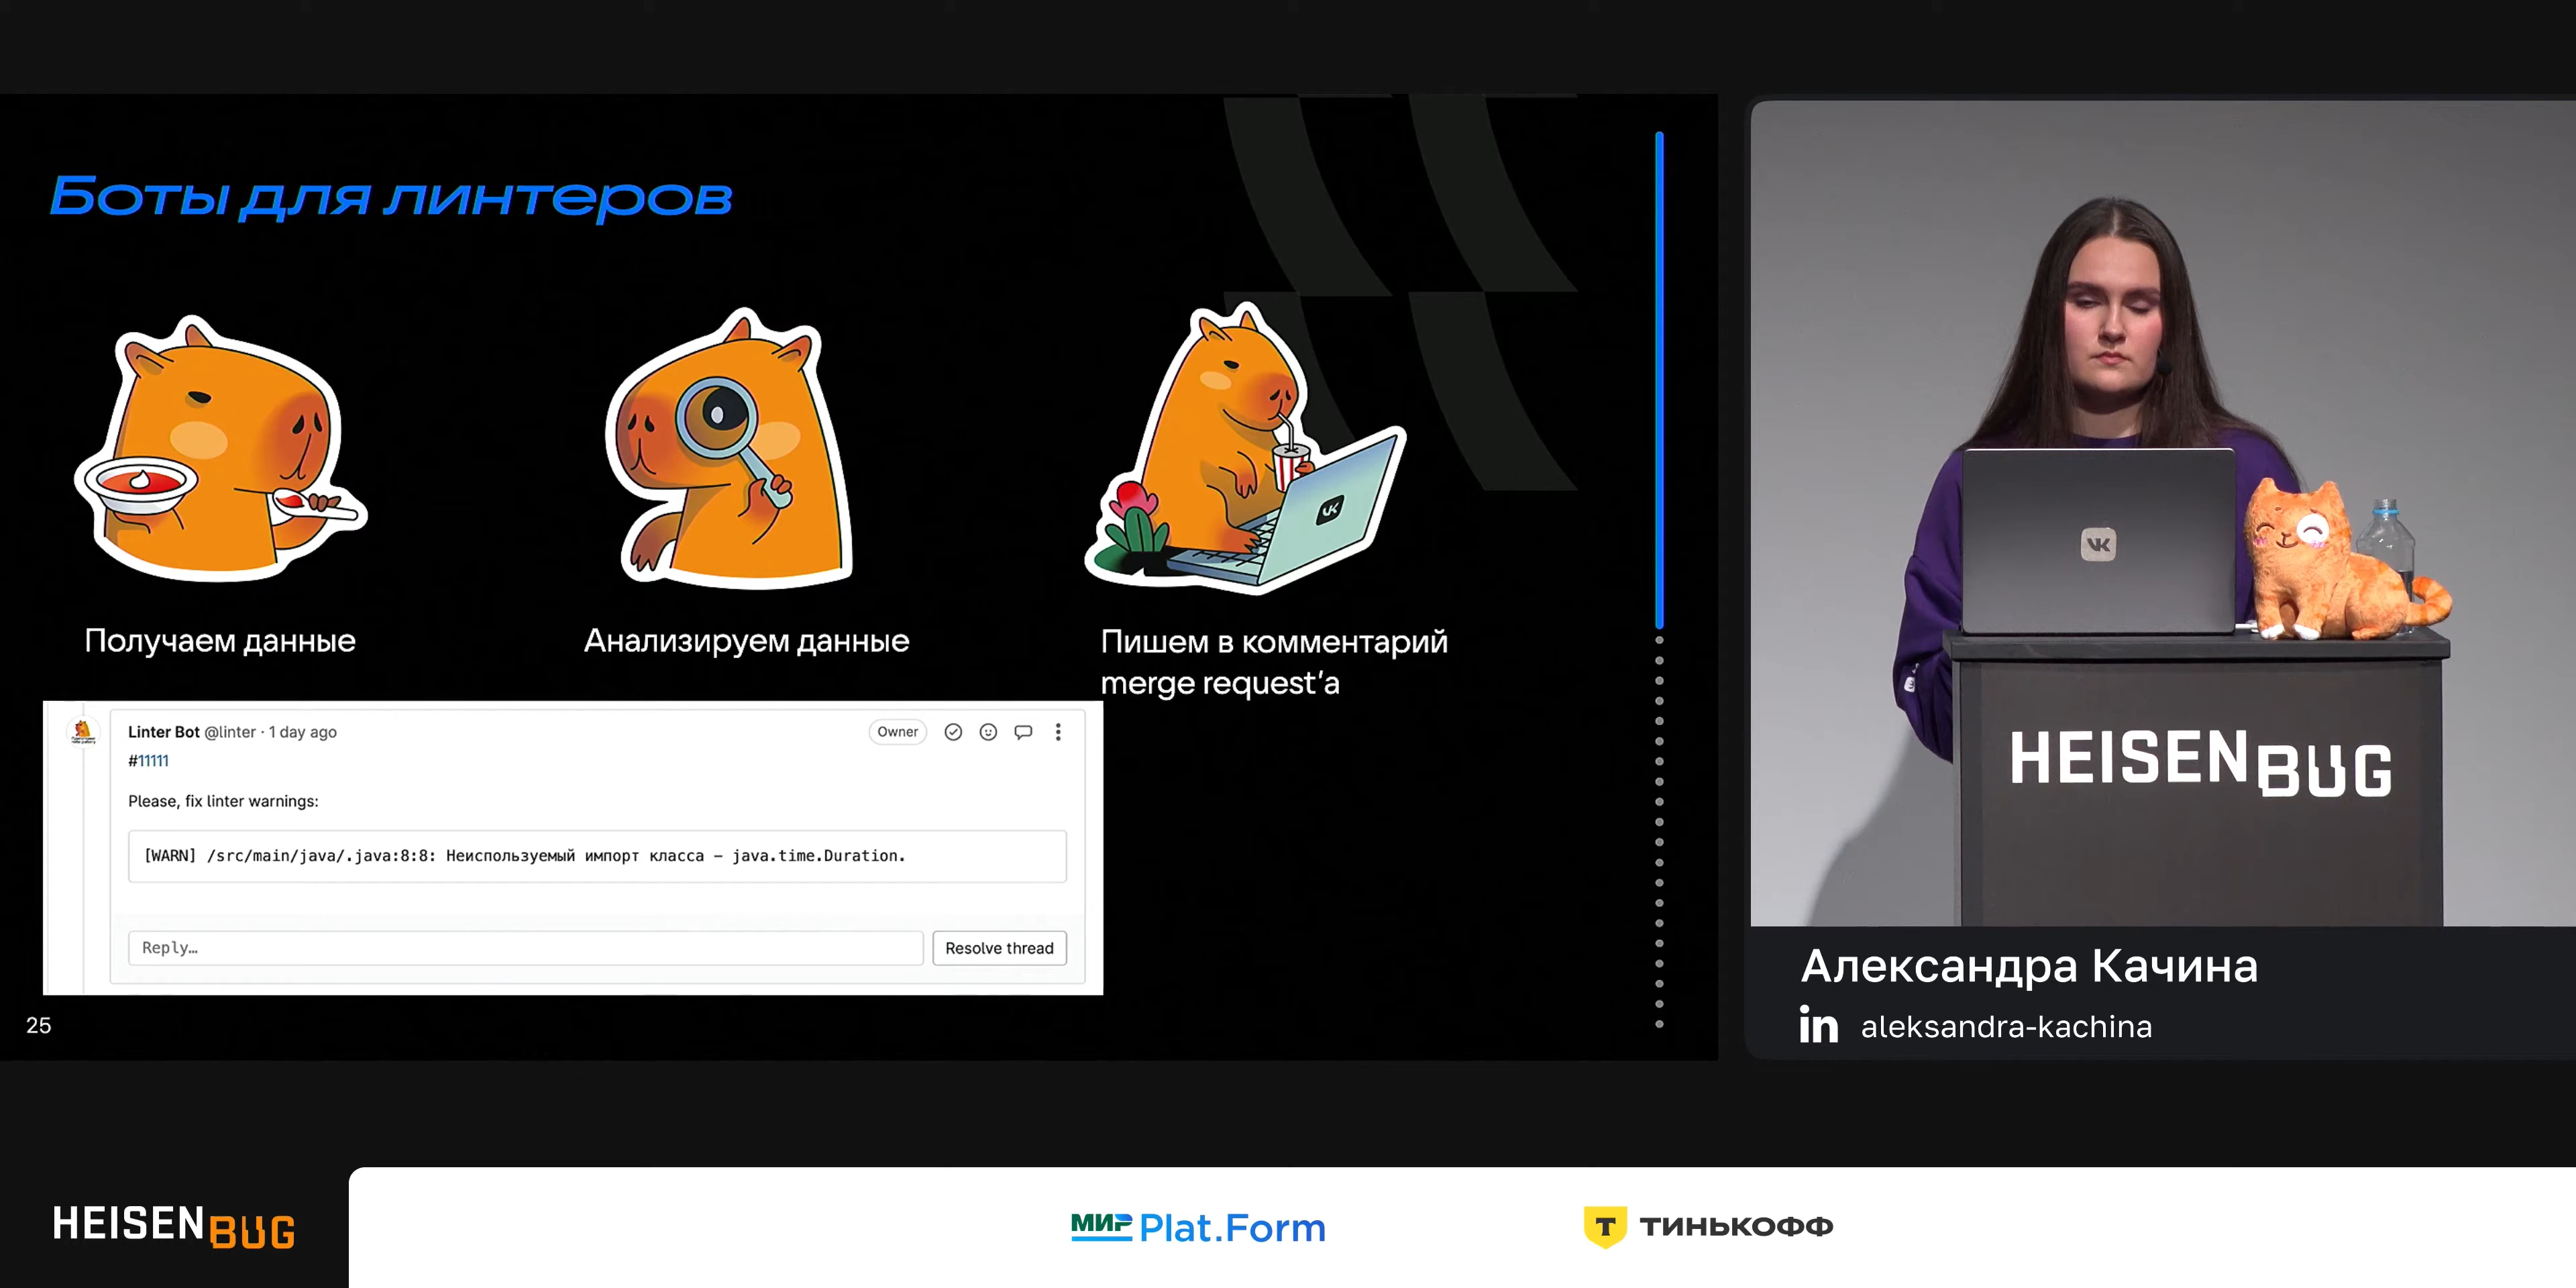 Боты для линтеров
Получаем данные
Анализируем данные
Пишем в комментарий
merge request'а
Linter Bot @linter · 1 day ago
Owner
#11111
Please, fix linter warnings:
[WARN] /src/main/java/.java:8:8: Неиспользуемый импорт класса – java.time.Duration.
Reply…
Resolve thread
25
HEISENBUG
Александра Качина
in aleksandra-kachina
HEISENBUG
МИР Plat.Form
Т ТИНЬКОФФ